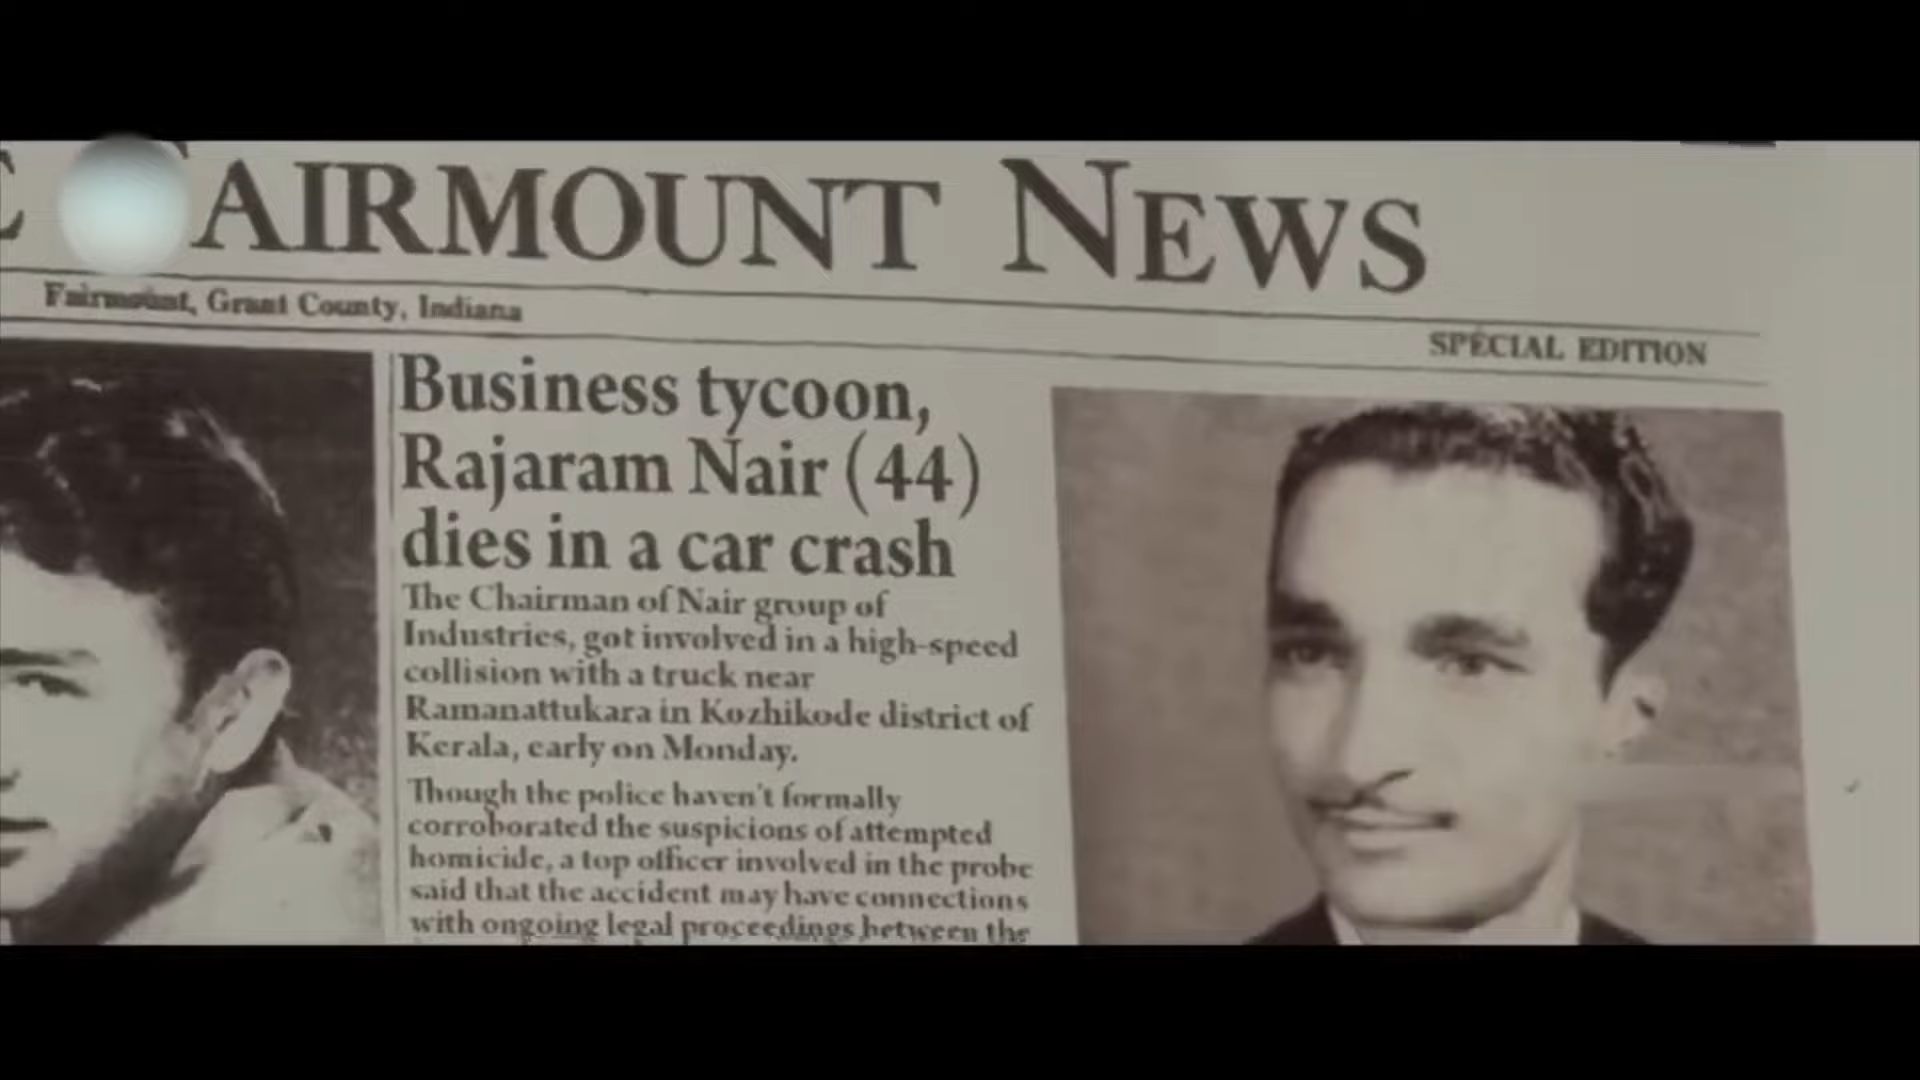 E FAIRMOUNT NEWS
Fairmount, Grant County, Indiana
SPÉCIAL EDITION
Business tycoon,
Rajaram Nair (44)
dies in a car crash
The Chairman of Nair group of
Industries, got involved in a high-speed
collision with a truck near
Ramanattukara in Kozhikode district of
Kerala, early on Monday.
Though the police haven't formally
corroborated the suspicions of attempted
homicide, a top officer involved in the probe
said that the accident may have connections
with ongoing legal proceedings between the